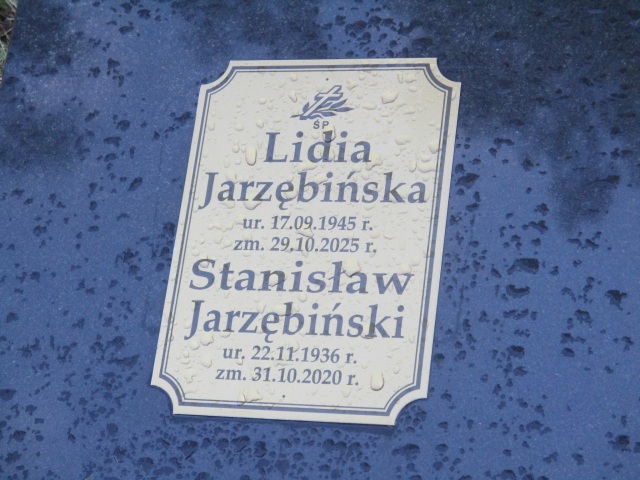 ŚP
Lidia
Jarzębińska
ur. 17.09.1945 r.
zm. 29.10.2025 r.
Stanisław
Jarzębiński
ur. 22.11.1936 r.
zm. 31.10.2020 r.